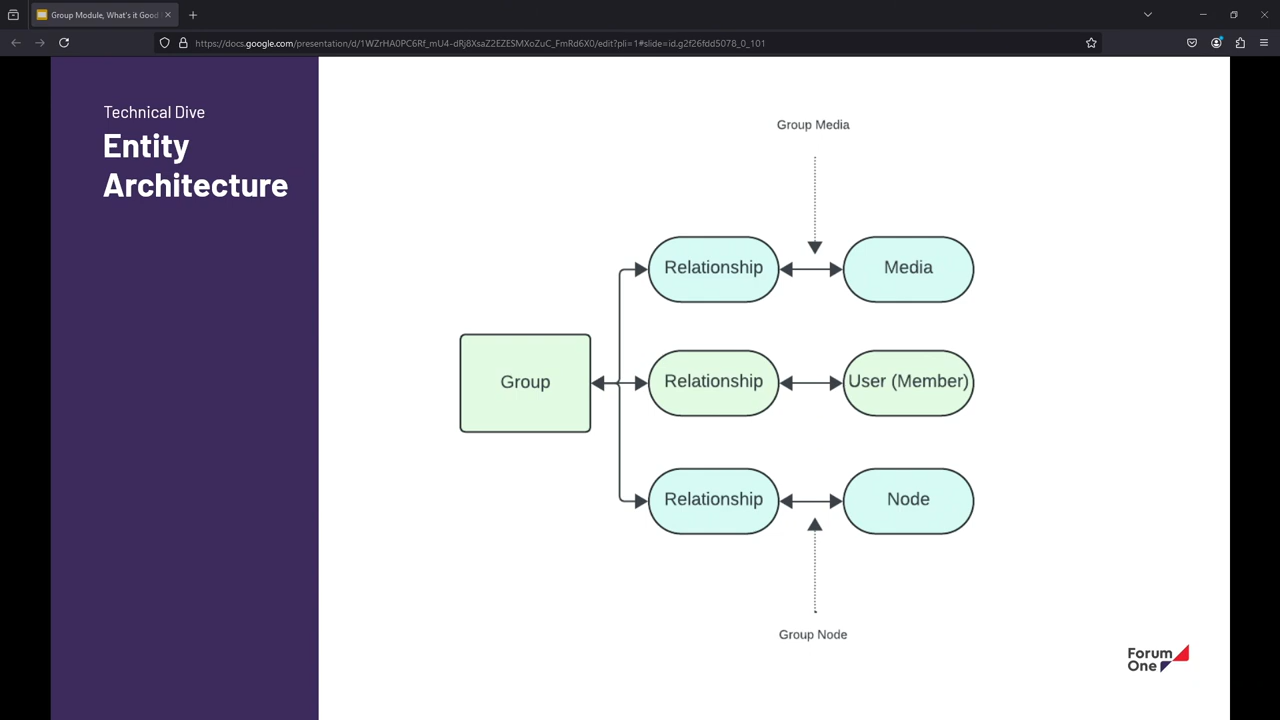 Group Module, What's it Good
https://docs.google.com/presentation/d/1WZrHA0PC6Rf_mU4-dRj8XsaZ2EZESMXoZuC_FmRd6X0/edit?pli=1#slide=id.g2f26fdd5078_0_101
Technical Dive
Entity
Architecture
Group Media
Relationship
Media
Group
Relationship
User (Member)
Relationship
Node
Group Node
Forum
One